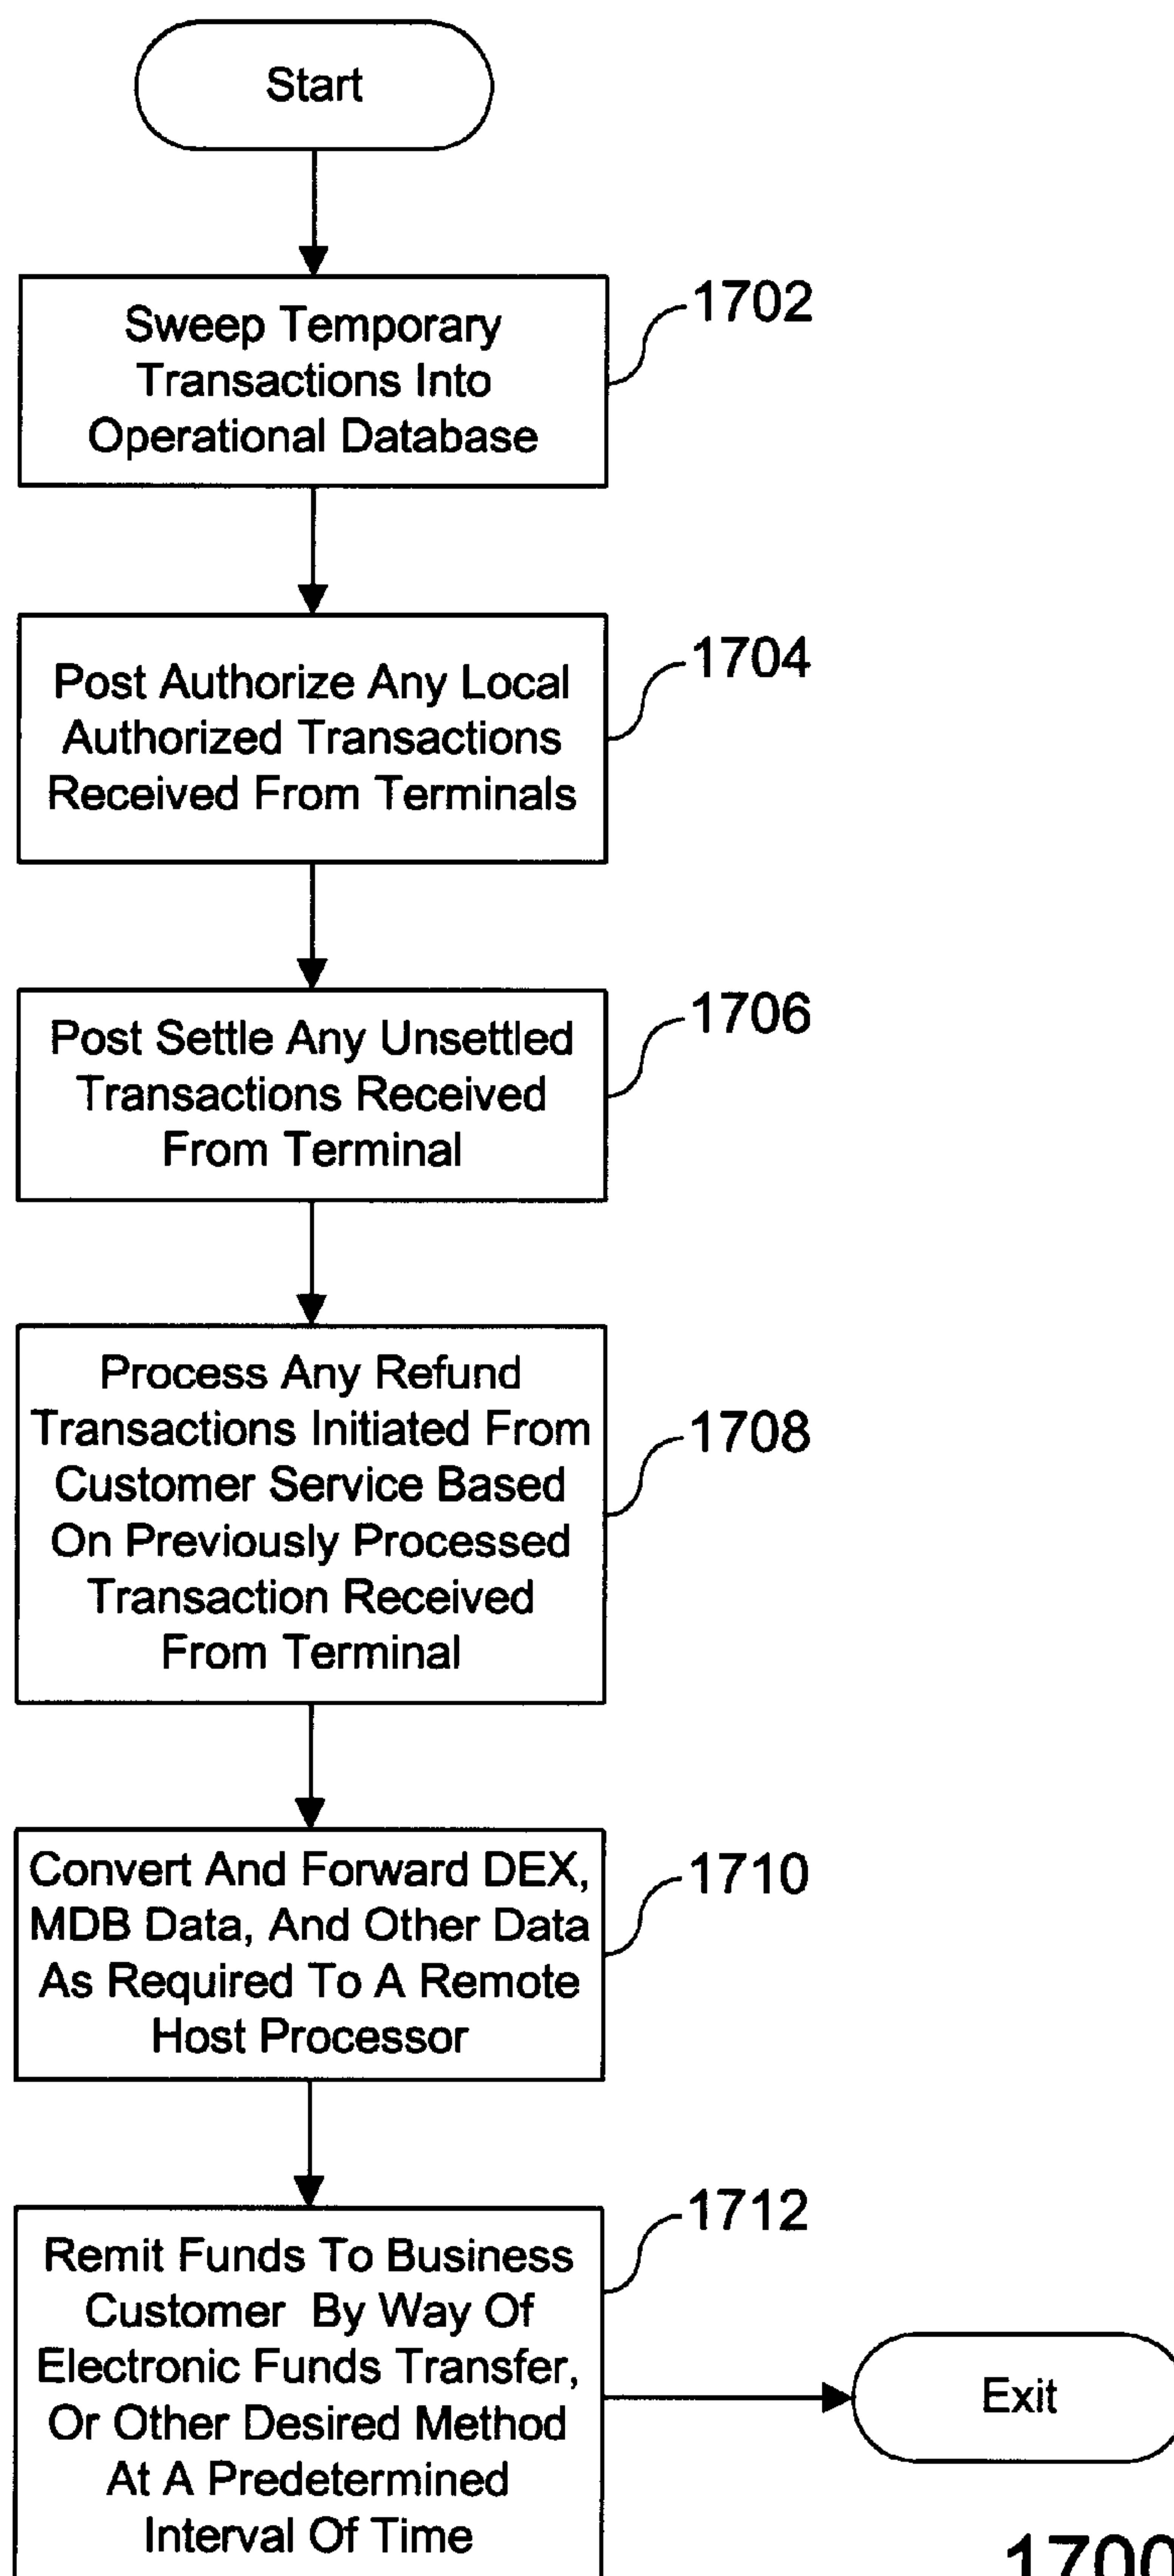 Start
Sweep Temporary
Transactions Into
Operational Database
1702
Post Authorize Any Local
Authorized Transactions
Received From Terminals
1704
Post Settle Any Unsettled
Transactions Received
From Terminal
1706
Process Any Refund
Transactions Initiated From
Customer Service Based
On Previously Processed
Transaction Received
From Terminal
1708
Convert And Forward DEX,
MDB Data, And Other Data
As Required To A Remote
Host Processor
1710
Remit Funds To Business
Customer By Way Of
Electronic Funds Transfer,
Or Other Desired Method
At A Predetermined
Interval Of Time
1712
Exit
1700